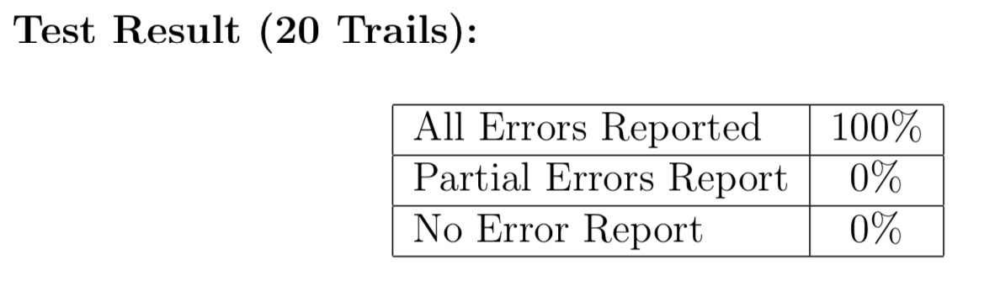 Test Result (20 Trails):
All Errors Reported 100%
Partial Errors Report 0%
No Error Report 0%